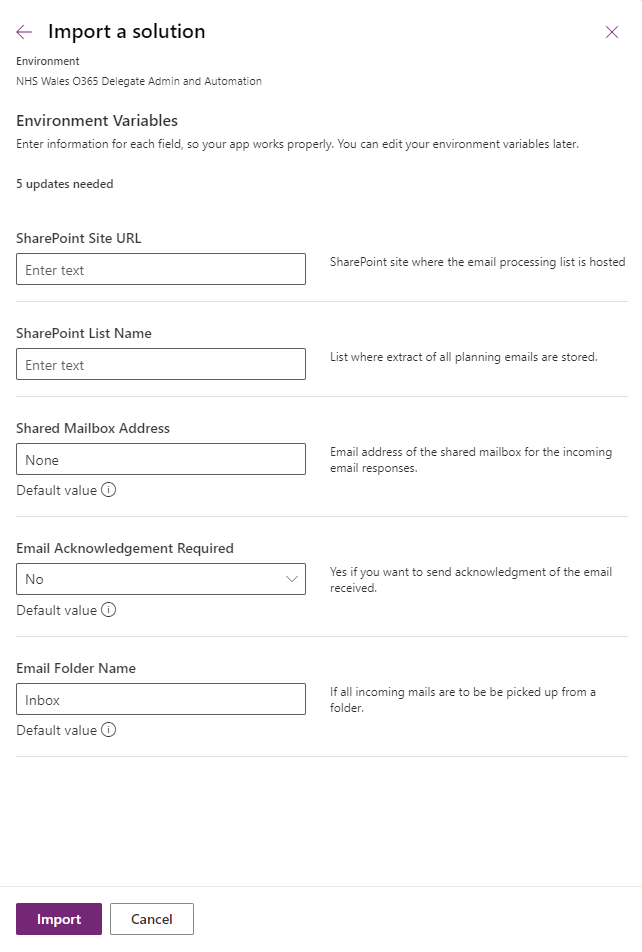 Import a solution
Environment
NHS Wales O365 Delegate Admin and Automation
Environment Variables
Enter information for each field, so your app works properly. You can edit your environment variables later.
5 updates needed
SharePoint Site URL
Enter text
SharePoint site where the email processing list is hosted
SharePoint List Name
Enter text
List where extract of all planning emails are stored.
Shared Mailbox Address
None
Default value
Email address of the shared mailbox for the incoming
email responses.
Email Acknowledgement Required
No
Default value
Yes if you want to send acknowledgment of the email
received.
Email Folder Name
Inbox
Default value
If all incoming mails are to be be picked up from a
folder.
Import
Cancel